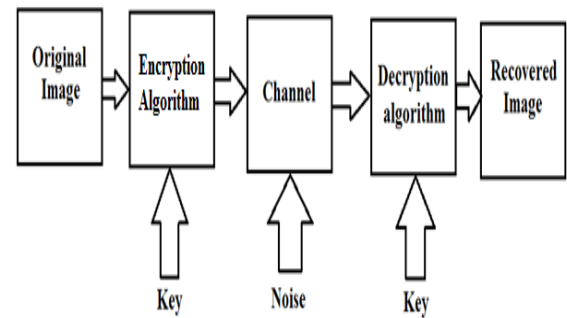 Original
Image
Encryption
Algorithm
Channel
Decryption
algorithm
Recovered
Image
Key
Noise
Key